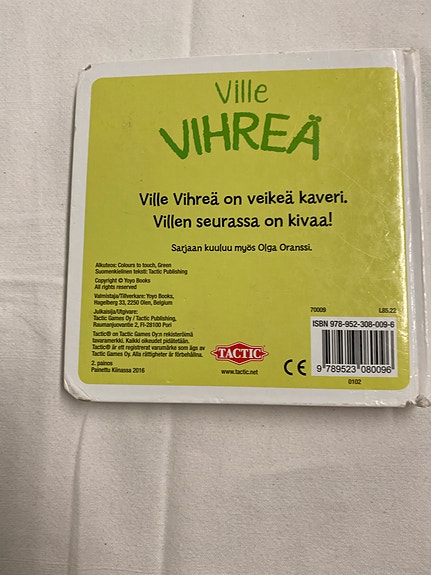 Ville
VIHREÄ
Ville Vihreä on veikeä kaveri.
Villen seurassa on kivaa!
Sarjaan kuuluu myös Olga Oranssi.
Alkuteos: Colours to touch, Green
Suomenkielinen teksti: Tactic Publishing
Copyright © Yoyo Books
All rights reserved
Valmistaja/Tillverkare: Yoyo Books,
Hagelberg 33, 2250 Olen, Belgium
Julkaisija/Utgivare:
Tactic Games Oy / Tactic Publishing,
Raumanjuovantie 2, FI-28100 Pori
Tactic® on Tactic Games Oy:n rekisteröimä
tavaramerkki. Kaikki oikeudet pidätetään.
Tactic® är ett registrerat varumärke som ägs av
Tactic Games Oy. Alla rättigheter är förbehållna.
2. painos
Painettu Kiinassa 2016
TACTIC®
www.tactic.net
CE
70009
L85.22
ISBN 978-952-308-009-6
9 789523 080096
0102